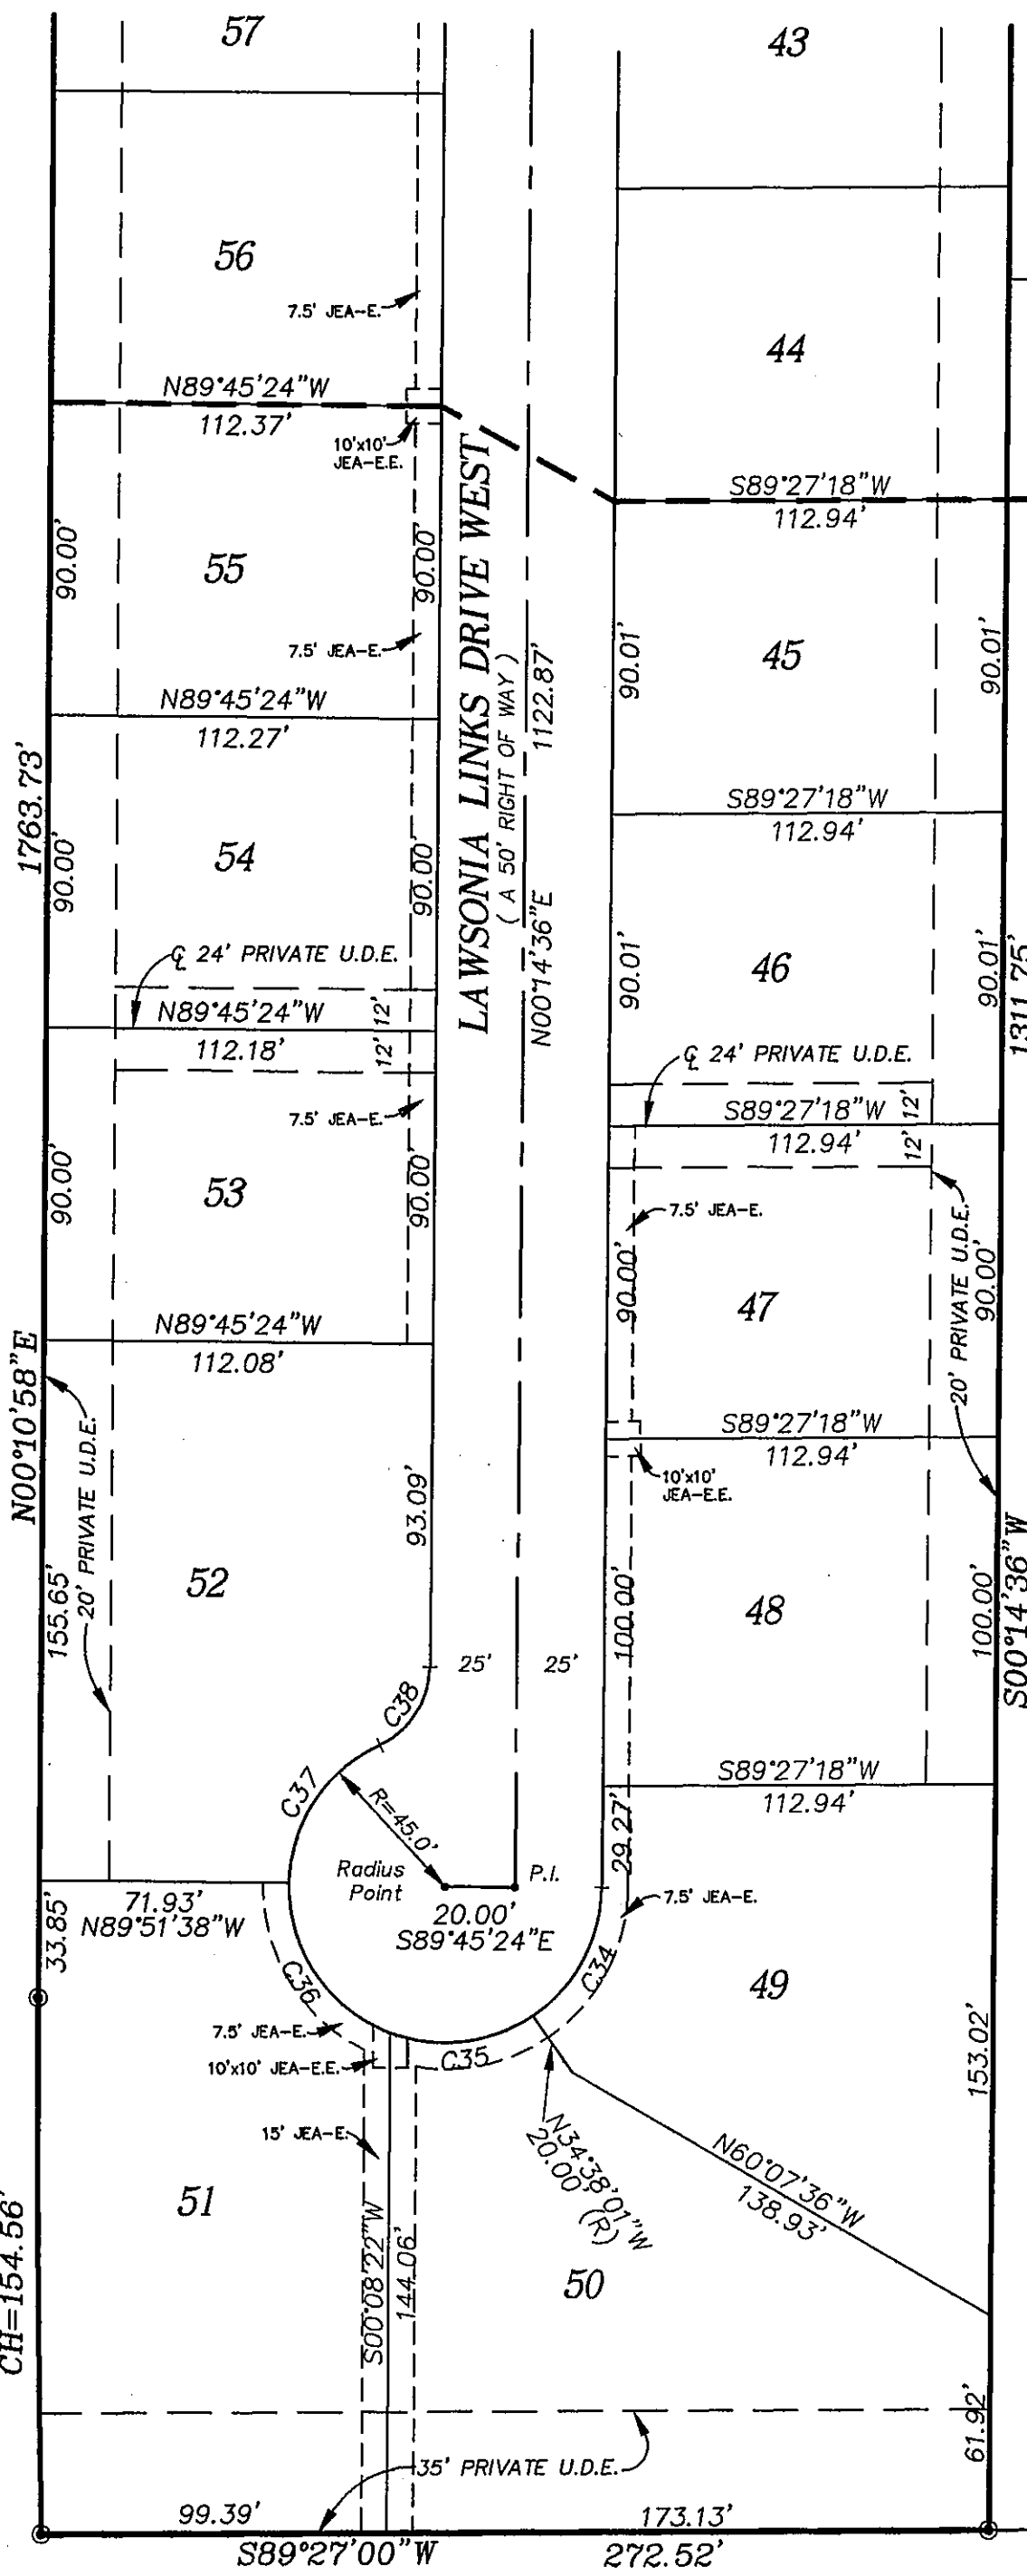 57
43
56
7.5' JEA-E.
44
N89°45'24"W
112.37'
10'x10'
JEA-E.E.
S89°27'18"W
112.94'
90.00'
55
90.00'
7.5' JEA-E.
LAWSONIA LINKS DRIVE WEST
( A 50' RIGHT OF WAY )
1122.87'
N00°14'36"E
90.01'
45
90.01'
N89°45'24"W
112.27'
1763.73'
S89°27'18"W
112.94'
90.00'
54
90.00'
℄ 24' PRIVATE U.D.E.
90.01'
46
90.01'
1311.75'
N89°45'24"W
12'
112.18'
12'
℄ 24' PRIVATE U.D.E.
S89°27'18"W
12'
112.94'
12'
7.5' JEA-E.
90.00'
53
90.00'
7.5' JEA-E.
90.00'
47
20' PRIVATE U.D.E.
90.00'
N89°45'24"W
112.08'
N00°10'58"E
20' PRIVATE U.D.E.
S89°27'18"W
112.94'
10'x10'
JEA-E.E.
93.09'
52
155.65'
100.00'
48
100.00'
S00°14'36"W
25'
25'
C38
C37
R=45.0'
S89°27'18"W
112.94'
29.27'
Radius
Point
P.I.
20.00'
S89°45'24"E
71.93'
N89°51'38"W
33.85'
7.5' JEA-E.
C34
49
C36
7.5' JEA-E.
10'x10' JEA-E.E.
C35
153.02'
15' JEA-E.
N34°38'01"W
20.00' (R)
N60°07'36"W
138.93'
51
S00°08'22"W
144.06'
50
CH=154.56'
61.92'
35' PRIVATE U.D.E.
99.39'
173.13'
S89°27'00"W
272.52'